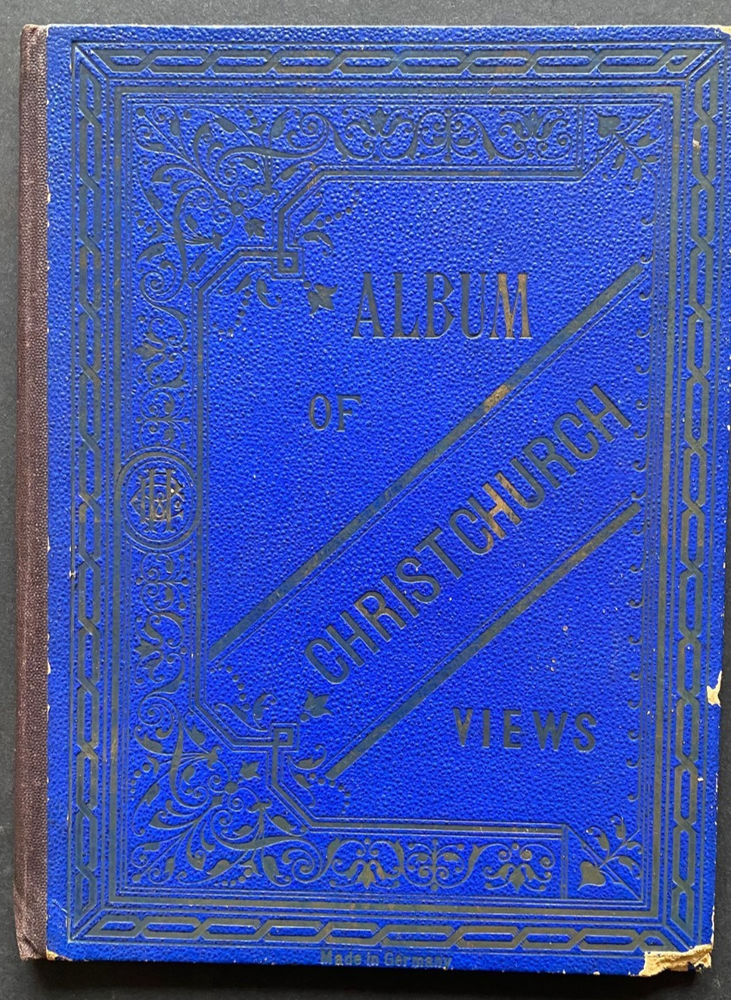 ALBUM
OF
CHRISTCHURCH
VIEWS
Made in Germany